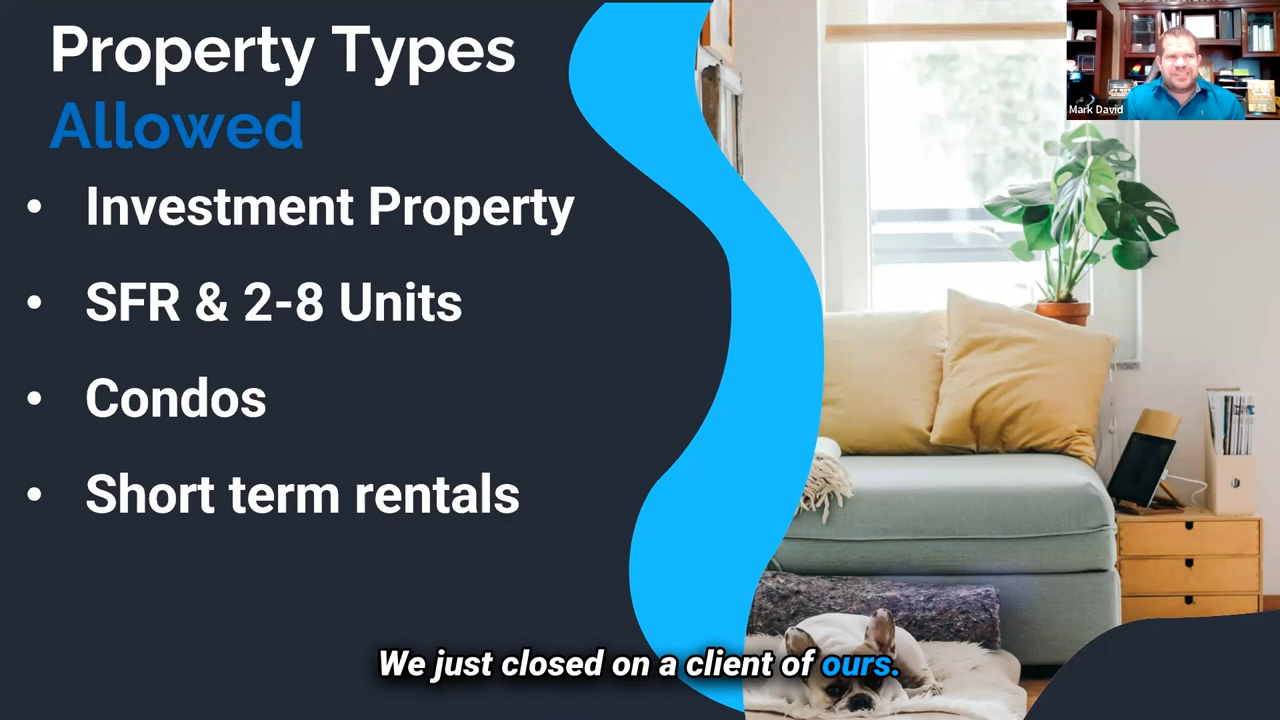 Property Types
Allowed
• Investment Property
• SFR & 2-8 Units
• Condos
• Short term rentals
Mark David
We just closed on a client of ours.